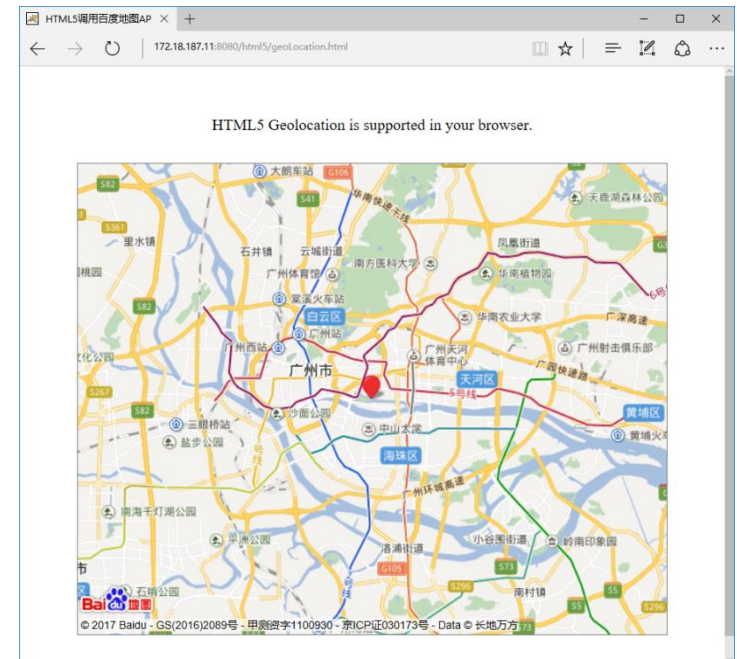 HTML5调用百度地图AP
172.18.187.11:8080/html5/geoLocation.html
HTML5 Geolocation is supported in your browser.
大朗车站
G106
S82
S41
华南快速干线
天鹿湖森林公园
S361
里水镇
石井镇
云城街道
南方医科大学
凤凰街道
G3
桃园
广州体育馆
华南植物园
6号
S82
棠溪火车站
白云区
华南农业大学
广深高速
广州站
广州西站
广州天河
体育中心
广州射击俱乐部
文化公园
广州市
天河区
广园快速路
S267
5号线
S82
沙面公园
黄埔区
三眼桥站
中山大学
黄埔火车
盐步公园
海珠区
号线
广州环城高速
南海千灯湖公园
平洲公园
洛浦街道
小谷围街道
岭南印象园
市
G105
S73
2号线
S296
南村镇
石啃公园
S5
S5
S296
Bai du 地图
S73
© 2017 Baidu - GS(2016)2089号 - 甲测资字1100930 - 京ICP证030173号 - Data © 长地万方